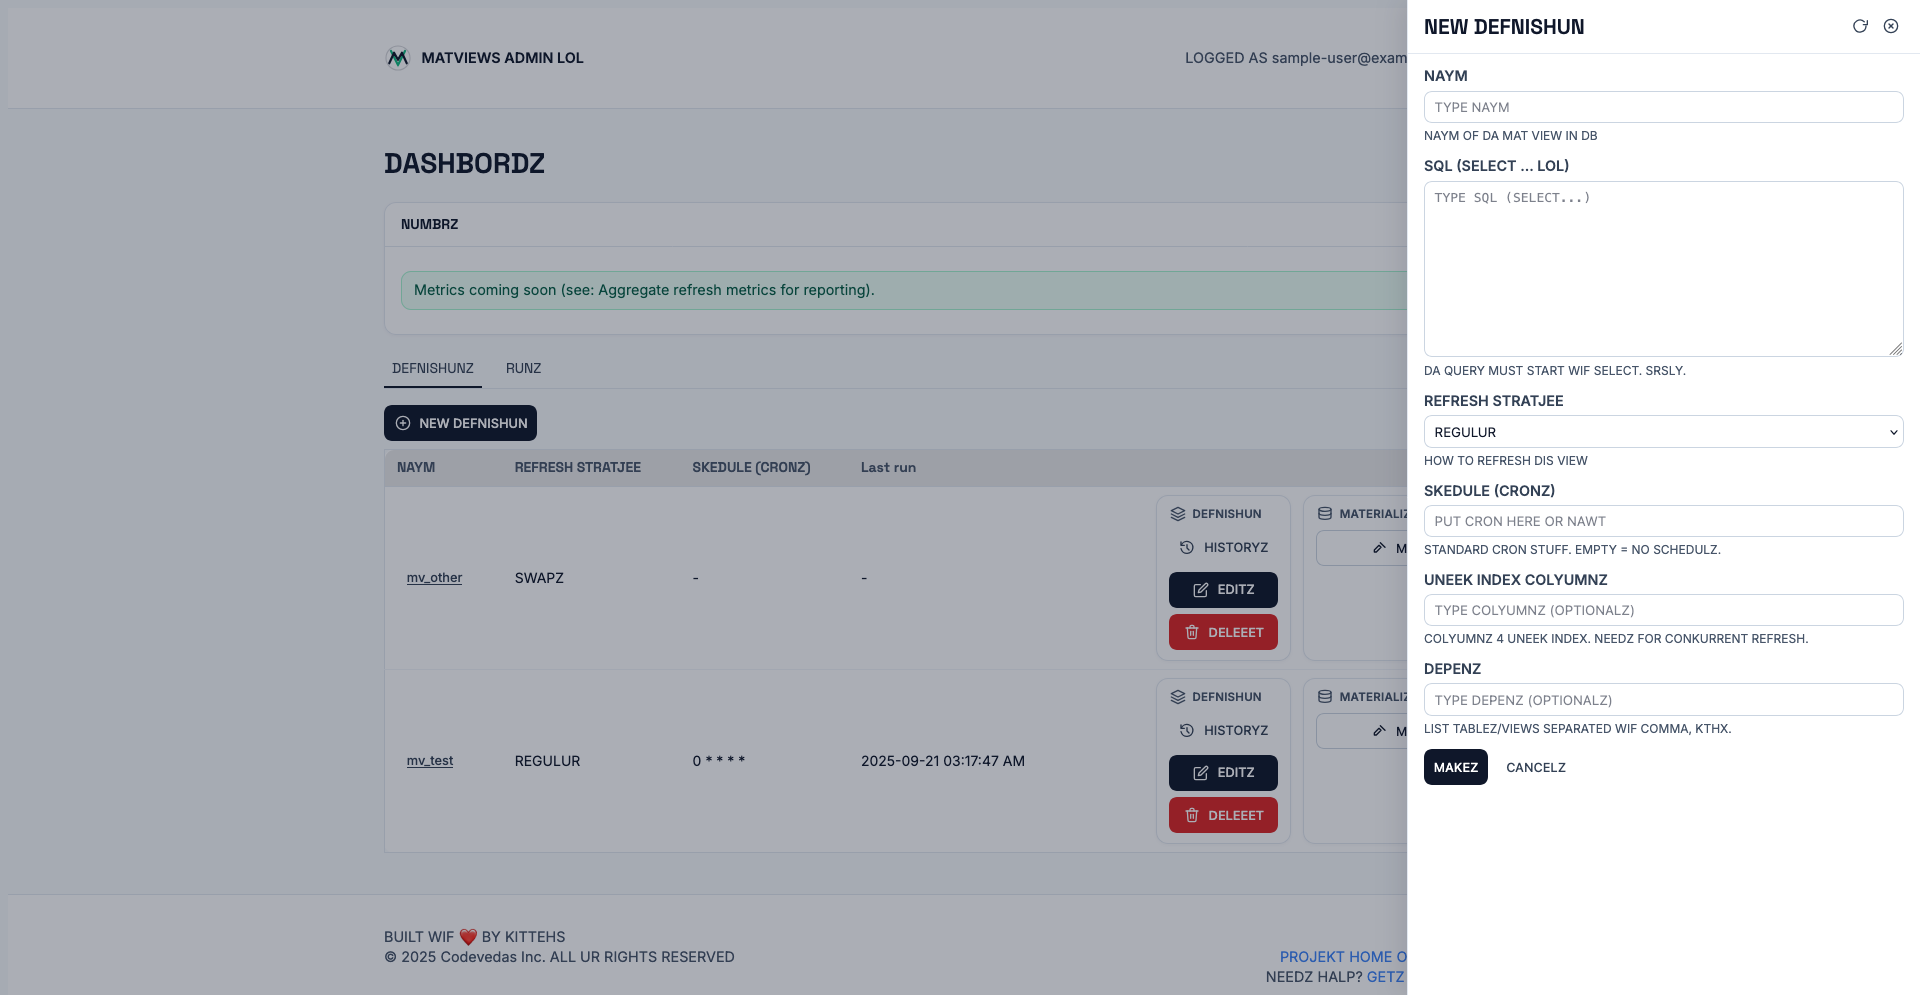 MATVIEWS ADMIN LOL
LOGGED AS sample-user@exam
DASHBORDZ
NUMBRZ
Metrics coming soon (see: Aggregate refresh metrics for reporting).
DEFNISHUNZ RUNZ
NEW DEFNISHUN
NAYM REFRESH STRATJEE SKEDULE (CRONZ) Last run
mv_other SWAPZ - -
DEFNISHUN
HISTORYZ
EDITZ
DELEEET
MATERIALIZ
M
mv_test REGULUR 0 * * * * 2025-09-21 03:17:47 AM
DEFNISHUN
HISTORYZ
EDITZ
DELEEET
MATERIALIZ
M
BUILT WIF ❤️ BY KITTEHS
© 2025 Codevedas Inc. ALL UR RIGHTS RESERVED
PROJEKT HOME O
NEEDZ HALP? GETZ
NEW DEFNISHUN
NAYM
TYPE NAYM
NAYM OF DA MAT VIEW IN DB
SQL (SELECT ... LOL)
TYPE SQL (SELECT...)
DA QUERY MUST START WIF SELECT. SRSLY.
REFRESH STRATJEE
REGULUR
HOW TO REFRESH DIS VIEW
SKEDULE (CRONZ)
PUT CRON HERE OR NAWT
STANDARD CRON STUFF. EMPTY = NO SCHEDULZ.
UNEEK INDEX COLYUMNZ
TYPE COLYUMNZ (OPTIONALZ)
COLYUMNZ 4 UNEEK INDEX. NEEDZ FOR CONKURRENT REFRESH.
DEPENZ
TYPE DEPENZ (OPTIONALZ)
LIST TABLEZ/VIEWS SEPARATED WIF COMMA, KTHX.
MAKEZ CANCELZ